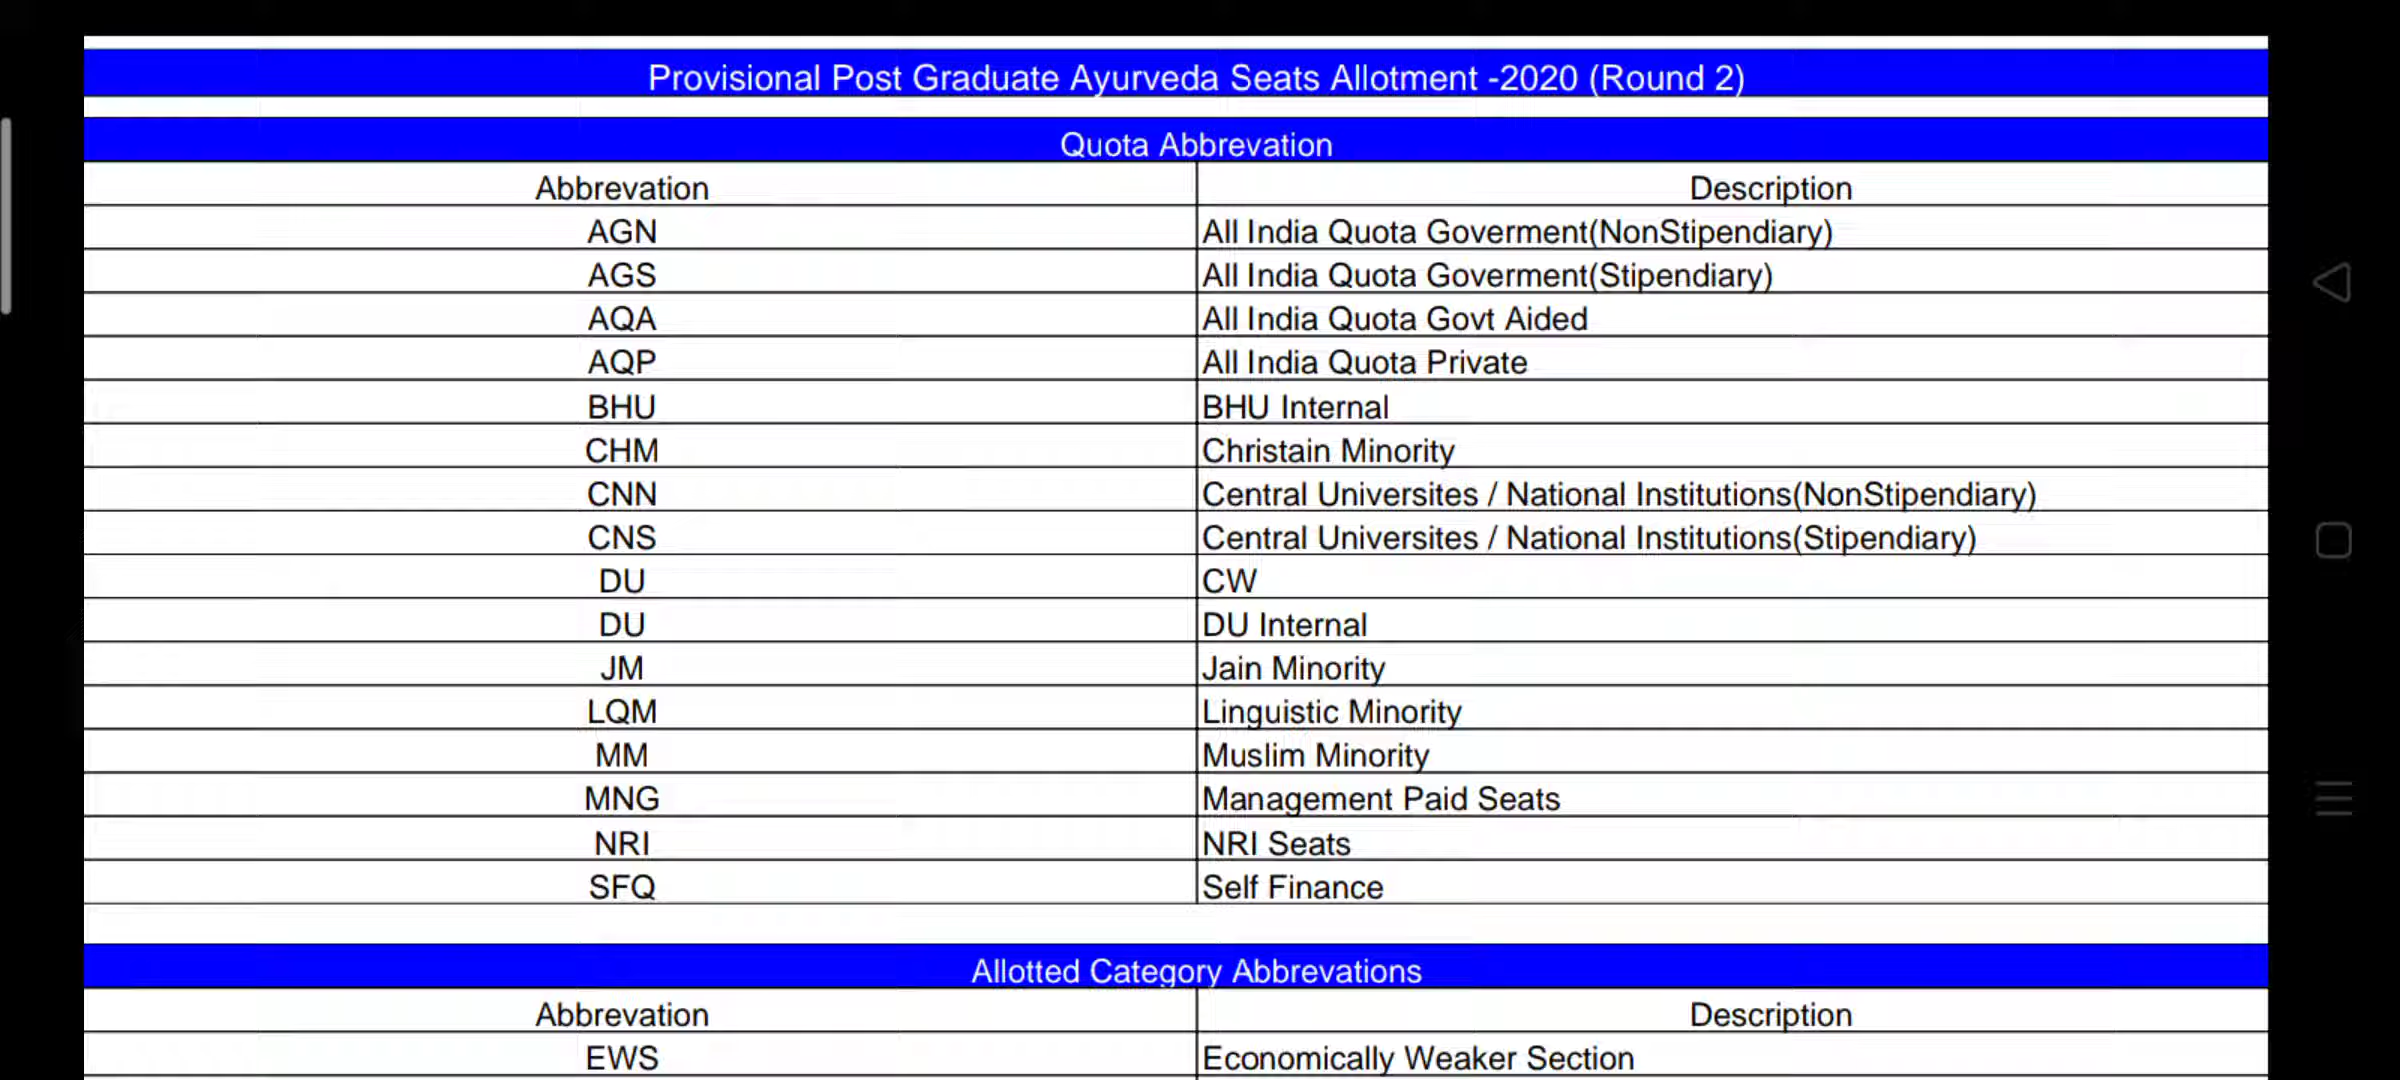 Provisional Post Graduate Ayurveda Seats Allotment -2020 (Round 2)
Quota Abbrevation
Abbrevation Description
AGN All India Quota Goverment(NonStipendiary)
AGS All India Quota Goverment(Stipendiary)
AQA All India Quota Govt Aided
AQP All India Quota Private
BHU BHU Internal
CHM Christain Minority
CNN Central Universites / National Institutions(NonStipendiary)
CNS Central Universites / National Institutions(Stipendiary)
DU CW
DU DU Internal
JM Jain Minority
LQM Linguistic Minority
MM Muslim Minority
MNG Management Paid Seats
NRI NRI Seats
SFQ Self Finance
Allotted Category Abbrevations
Abbrevation Description
EWS Economically Weaker Section